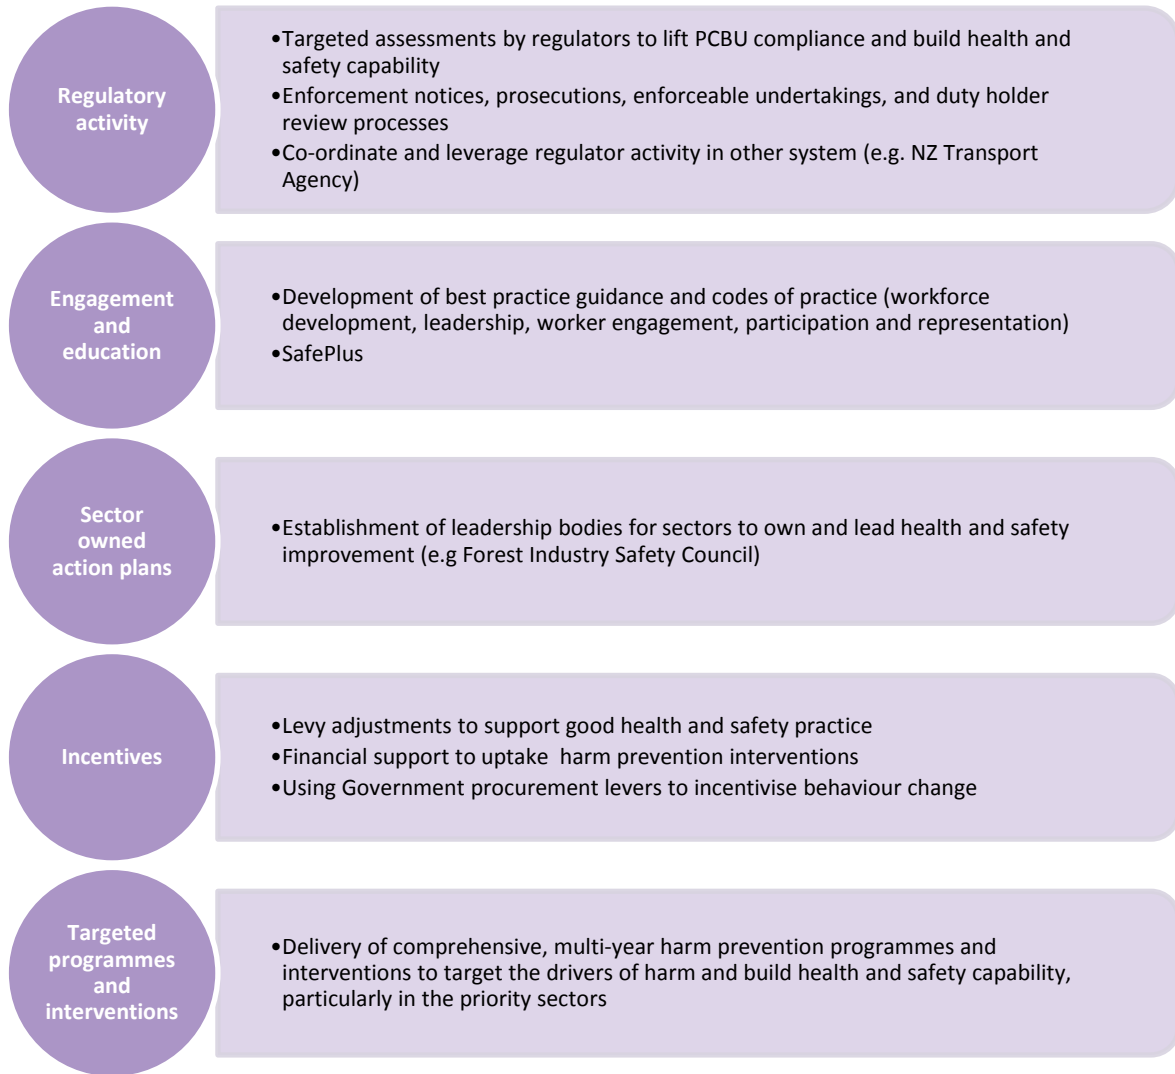 Regulatory
activity
•Targeted assessments by regulators to lift PCBU compliance and build health and
safety capability
•Enforcement notices, prosecutions, enforceable undertakings, and duty holder
review processes
•Co-ordinate and leverage regulator activity in other system (e.g. NZ Transport
Agency)
Engagement
and
education
•Development of best practice guidance and codes of practice (workforce
development, leadership, worker engagement, participation and representation)
•SafePlus
Sector
owned
action plans
•Establishment of leadership bodies for sectors to own and lead health and safety
improvement (e.g Forest Industry Safety Council)
Incentives
•Levy adjustments to support good health and safety practice
•Financial support to uptake  harm prevention interventions
•Using Government procurement levers to incentivise behaviour change
Targeted
programmes
and
interventions
•Delivery of comprehensive, multi-year harm prevention programmes and
interventions to target the drivers of harm and build health and safety capability,
particularly in the priority sectors